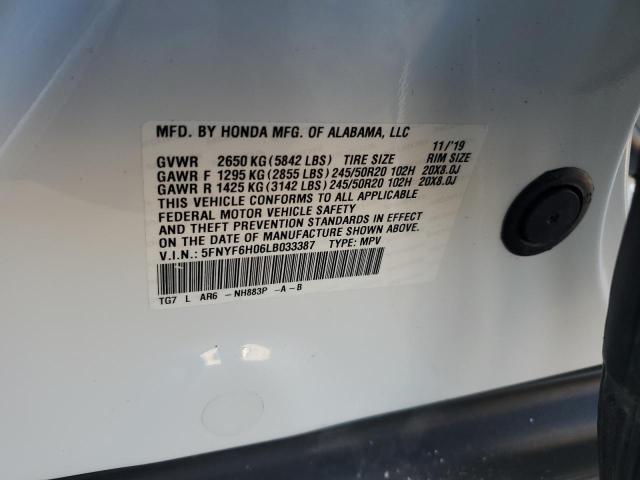 MFD. BY HONDA MFG. OF ALABAMA, LLC
11/'19
GVWR 2650 KG (5842 LBS) TIRE SIZE RIM SIZE
GAWR F 1295 KG (2855 LBS) 245/50R20 102H 20X8.0J
GAWR R 1425 KG (3142 LBS) 245/50R20 102H 20X8.0J
THIS VEHICLE CONFORMS TO ALL APPLICABLE
FEDERAL MOTOR VEHICLE SAFETY
AND THEFT PREVENTION STANDARDS IN EFFECT
ON THE DATE OF MANUFACTURE SHOWN ABOVE.
V.I.N.: 5FNYF6H06LB033387 TYPE: MPV
TG7 L AR6 -NH883P -A-B